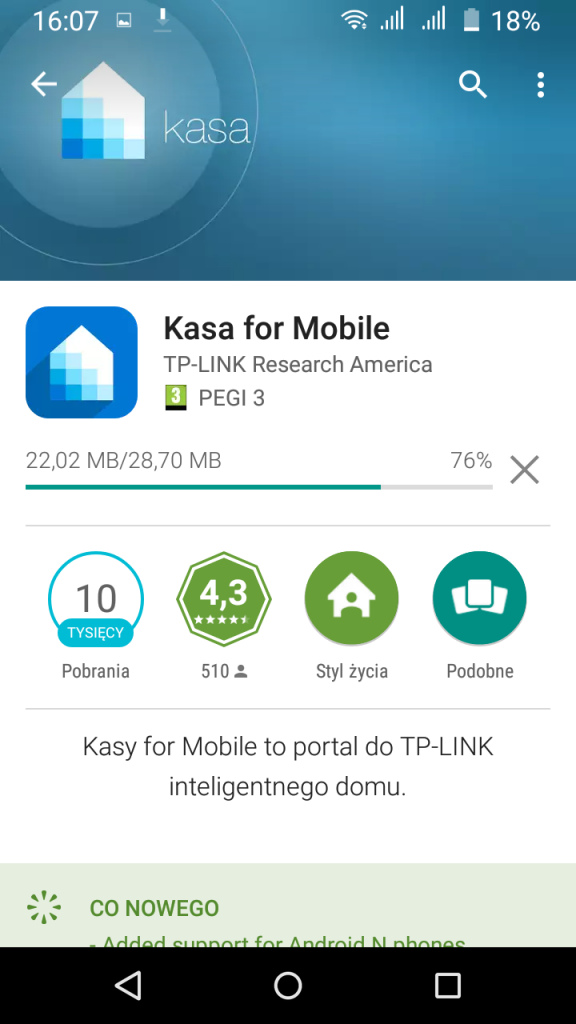 16:07
18%
kasa
Kasa for Mobile
TP-LINK Research America
3 PEGI 3
22,02 MB/28,70 MB 76%
10 4,3
TYSIĘCY
Pobrania 510 Styl życia Podobne
Kasy for Mobile to portal do TP-LINK
inteligentnego domu.
CO NOWEGO
- Added support for Android N phones